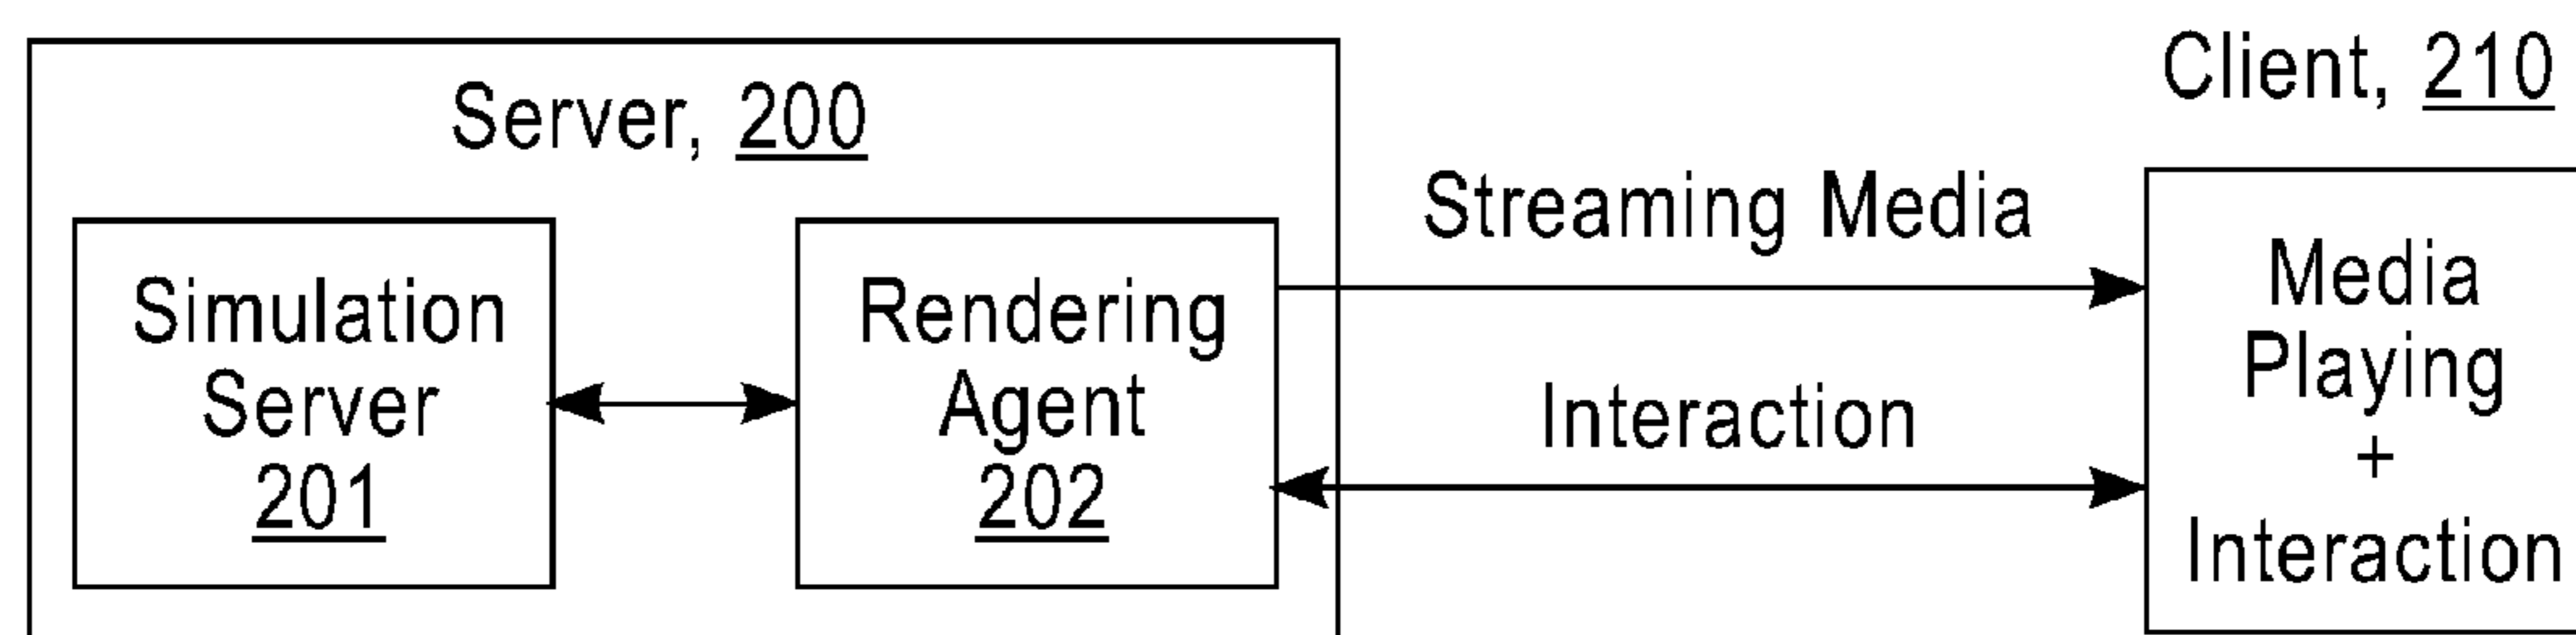 Server, 200
Client, 210
Simulation
Server
201
Rendering
Agent
202
Streaming Media
Interaction
Media
Playing
+
Interaction